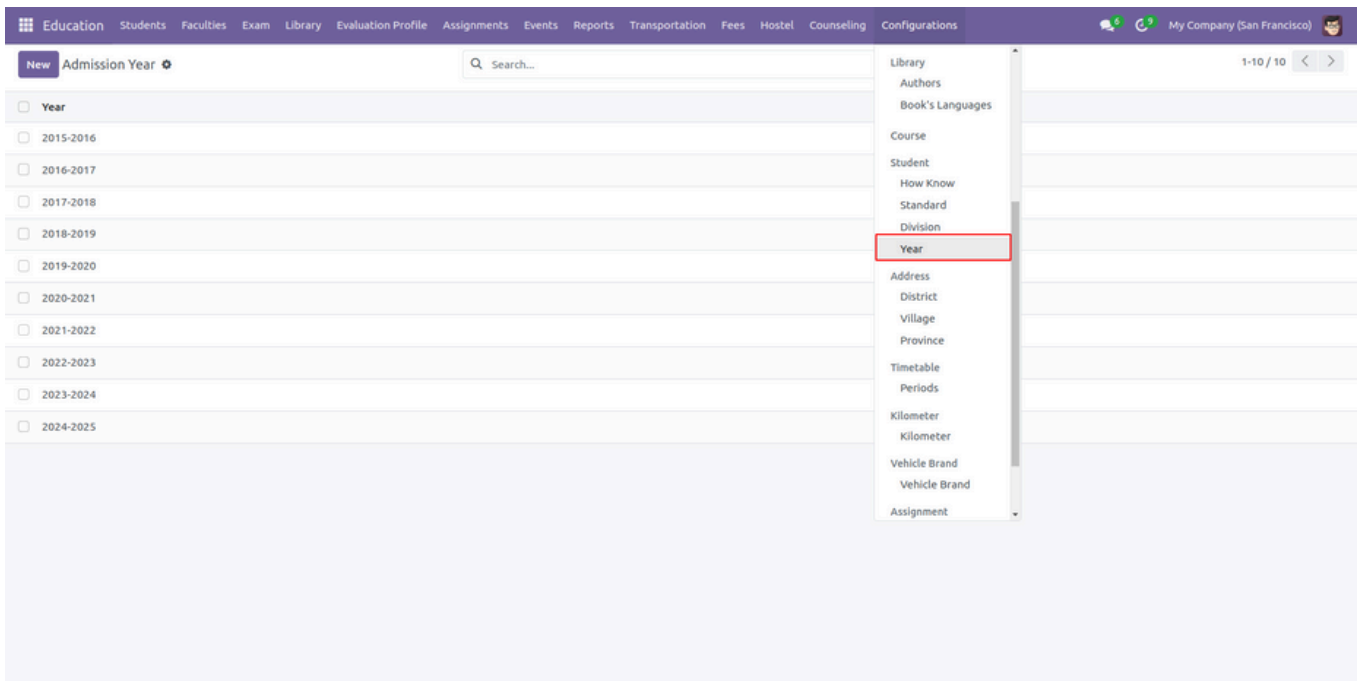 Education Students Faculties Exam Library Evaluation Profile Assignments Events Reports Transportation Fees Hostel Counseling Configurations 6 9 My Company (San Francisco)
New Admission Year Search... 1-10 / 10
Year
2015-2016
2016-2017
2017-2018
2018-2019
2019-2020
2020-2021
2021-2022
2022-2023
2023-2024
2024-2025
Library
Authors
Book's Languages
Course
Student
How Know
Standard
Division
Year
Address
District
Village
Province
Timetable
Periods
Kilometer
Kilometer
Vehicle Brand
Vehicle Brand
Assignment